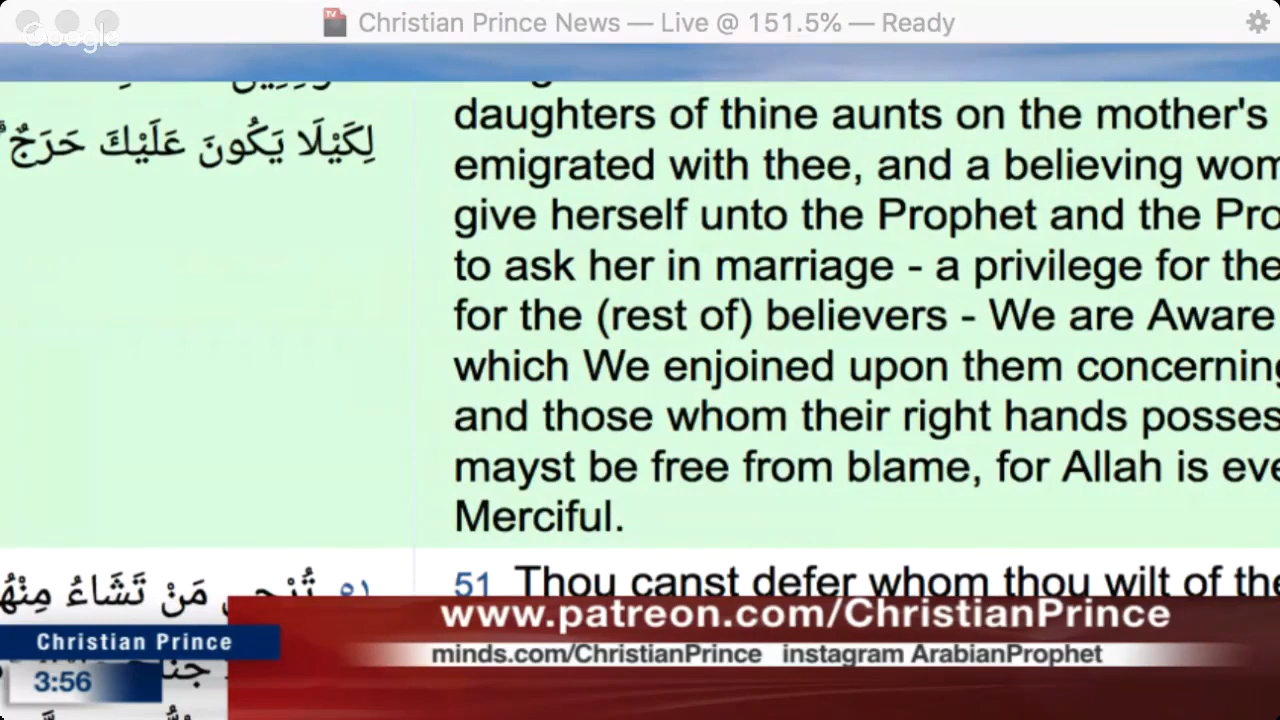 Christian Prince News — Live @ 151.5% — Ready
Google
لِكَيْلَا يَكُونَ عَلَيْكَ حَرَجٌ
daughters of thine aunts on the mother's
emigrated with thee, and a believing wom
give herself unto the Prophet and the Pro
to ask her in marriage - a privilege for the
for the (rest of) believers - We are Aware
which We enjoined upon them concerning
and those whom their right hands posses
mayst be free from blame, for Allah is eve
Merciful.
مَنْ تَشَاءُ
51 Thou canst defer whom thou wilt of the
www.patreon.com/ChristianPrince
Christian Prince
minds.com/ChristianPrince instagram ArabianProphet
3:56